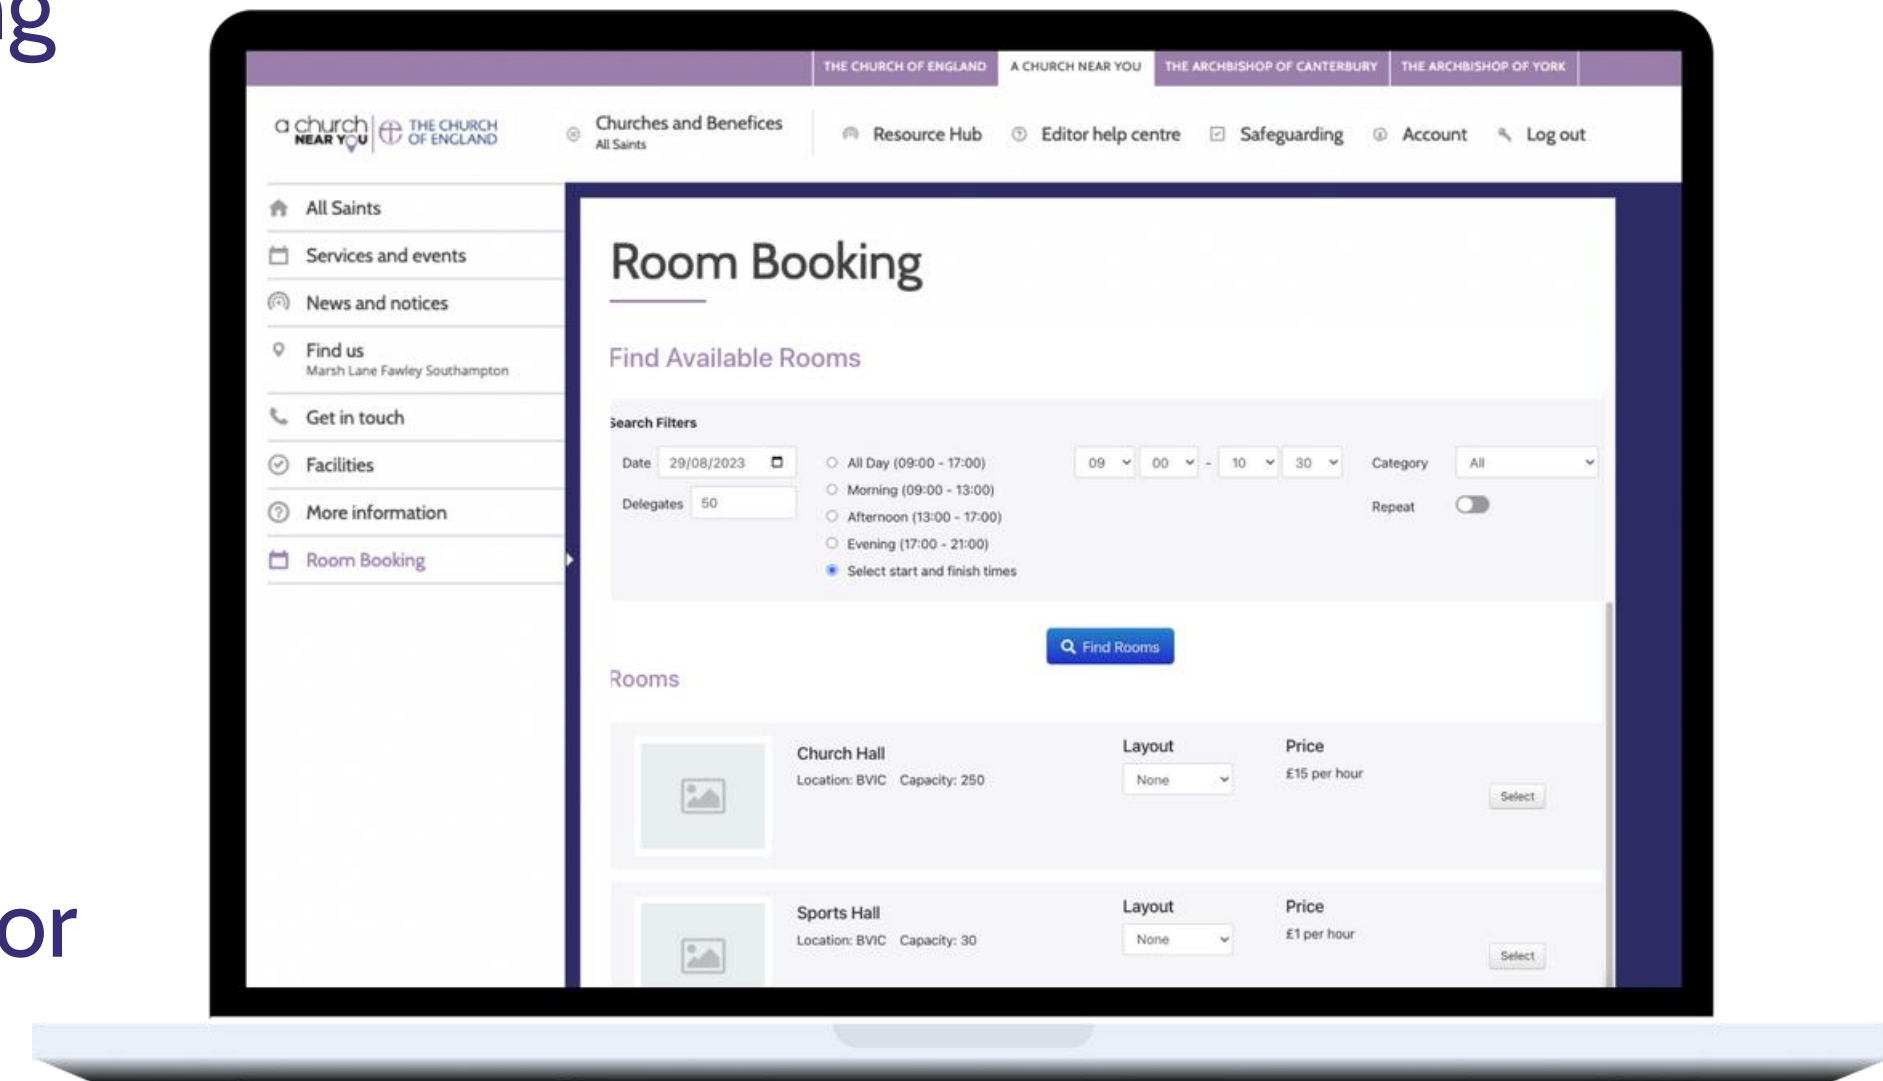 THE CHURCH OF ENGLAND A CHURCH NEAR YOU THE ARCHBISHOP OF CANTERBURY THE ARCHBISHOP OF YORK
a church NEAR YOU THE CHURCH OF ENGLAND
Churches and Benefices
All Saints
Resource Hub Editor help centre Safeguarding Account Log out
All Saints
Services and events
News and notices
Find us
Marsh Lane Fawley Southampton
Get in touch
Facilities
More information
Room Booking
Room Booking
Find Available Rooms
Search Filters
Date 29/08/2023
Delegates 50
All Day (09:00 - 17:00)
Morning (09:00 - 13:00)
Afternoon (13:00 - 17:00)
Evening (17:00 - 21:00)
Select start and finish times
09 00 - 10 30
Category All
Repeat
Find Rooms
Rooms
Church Hall
Location: BVIC Capacity: 250
Layout
None
Price
£15 per hour
Select
Sports Hall
Location: BVIC Capacity: 30
Layout
None
Price
£1 per hour
Select